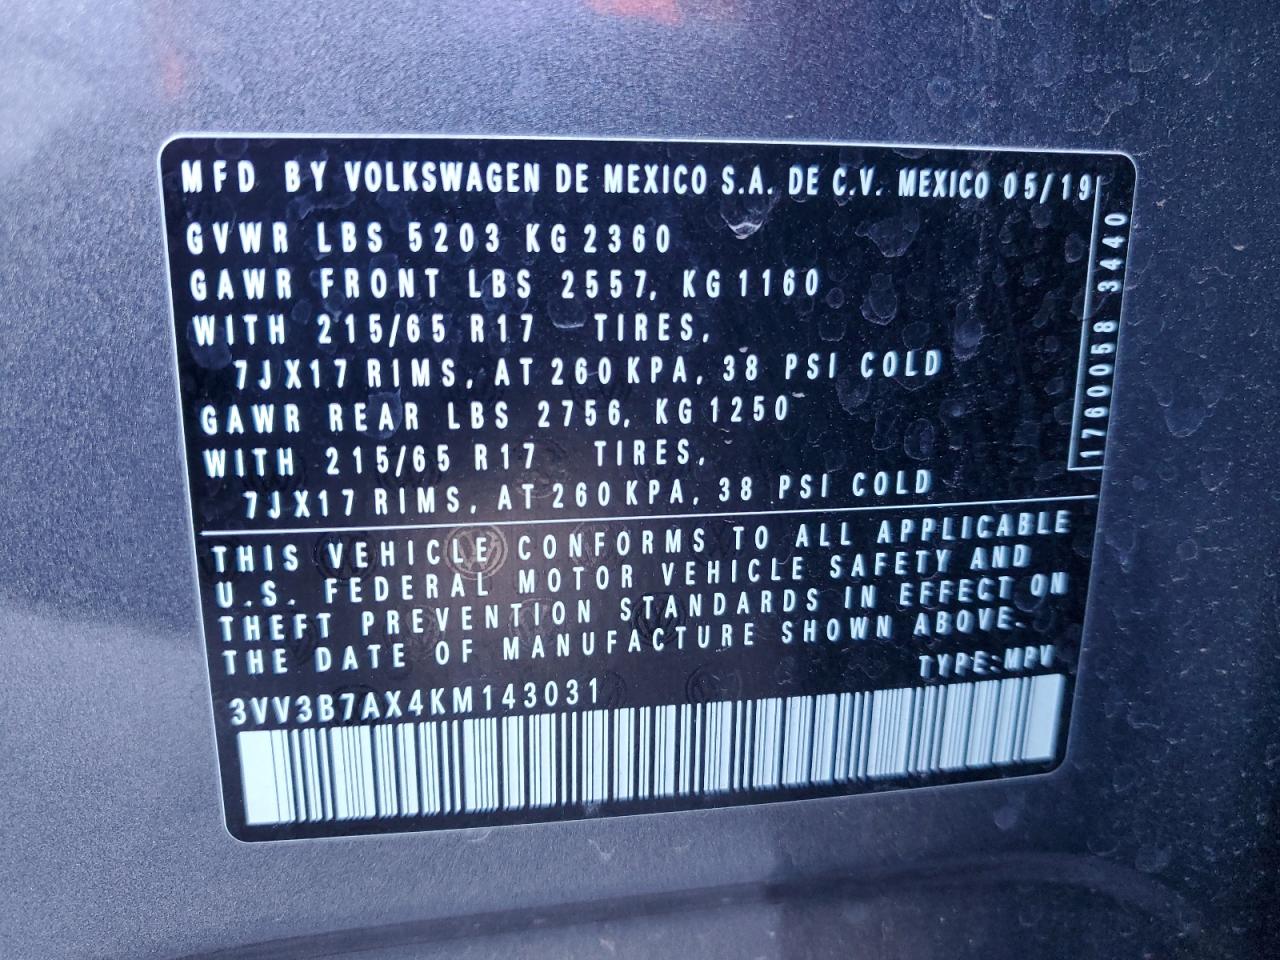 MFD BY VOLKSWAGEN DE MEXICO S.A. DE C.V. MEXICO 05/19
GVWR LBS 5203 KG 2360
GAWR FRONT LBS 2557, KG 1160
WITH 215/65 R17 TIRES,
7JX17 RIMS, AT 260 KPA, 38 PSI COLD
GAWR REAR LBS 2756, KG 1250
WITH 215/65 R17 TIRES,
7JX17 RIMS, AT 260 KPA, 38 PSI COLD
1760058 3440
THIS VEHICLE CONFORMS TO ALL APPLICABLE
U.S. FEDERAL MOTOR VEHICLE SAFETY AND
THEFT PREVENTION STANDARDS IN EFFECT ON
THE DATE OF MANUFACTURE SHOWN ABOVE.
TYPE: MPV
3VV3B7AX4KM143031